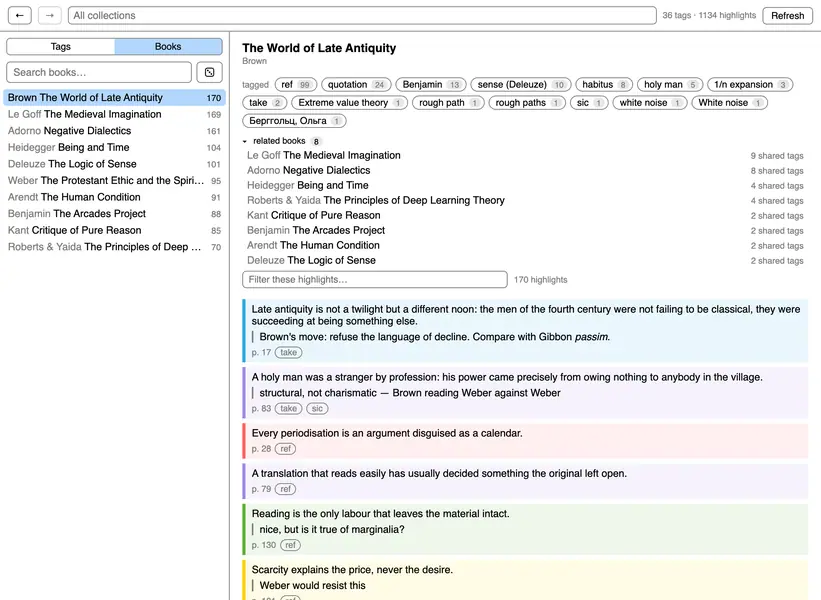 ← → All collections 36 tags · 1134 highlights Refresh
Tags Books
Search books…
Brown The World of Late Antiquity 170
Le Goff The Medieval Imagination 169
Adorno Negative Dialectics 161
Heidegger Being and Time 104
Deleuze The Logic of Sense 101
Weber The Protestant Ethic and the Spiri… 95
Arendt The Human Condition 91
Benjamin The Arcades Project 88
Kant Critique of Pure Reason 85
Roberts & Yaida The Principles of Deep … 70
The World of Late Antiquity
Brown
tagged ref 99 quotation 24 Benjamin 13 sense (Deleuze) 10 habitus 8 holy man 5 1/n expansion 3
take 2 Extreme value theory 1 rough path 1 rough paths 1 sic 1 white noise 1 White noise 1
Берггольц, Ольга 1
related books 8
Le Goff The Medieval Imagination 9 shared tags
Adorno Negative Dialectics 8 shared tags
Heidegger Being and Time 4 shared tags
Roberts & Yaida The Principles of Deep Learning Theory 4 shared tags
Kant Critique of Pure Reason 2 shared tags
Benjamin The Arcades Project 2 shared tags
Arendt The Human Condition 2 shared tags
Deleuze The Logic of Sense 2 shared tags
Filter these highlights… 170 highlights
Late antiquity is not a twilight but a different noon: the men of the fourth century were not failing to be classical, they were
succeeding at being something else.
Brown's move: refuse the language of decline. Compare with Gibbon passim.
p. 17 take
A holy man was a stranger by profession: his power came precisely from owing nothing to anybody in the village.
structural, not charismatic — Brown reading Weber against Weber
p. 83 take sic
Every periodisation is an argument disguised as a calendar.
p. 28 ref
A translation that reads easily has usually decided something the original left open.
p. 79 ref
Reading is the only labour that leaves the material intact.
nice, but is it true of marginalia?
p. 130 ref
Scarcity explains the price, never the desire.
Weber would resist this